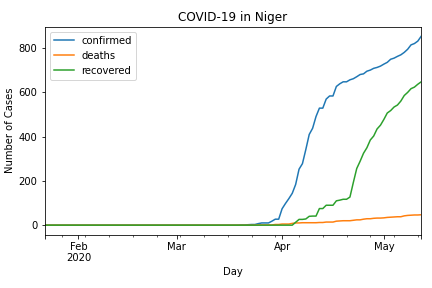 COVID-19 in Niger
confirmed
deaths
recovered
Number of Cases
800
600
400
200
0
Feb
2020
Mar
Apr
May
Day